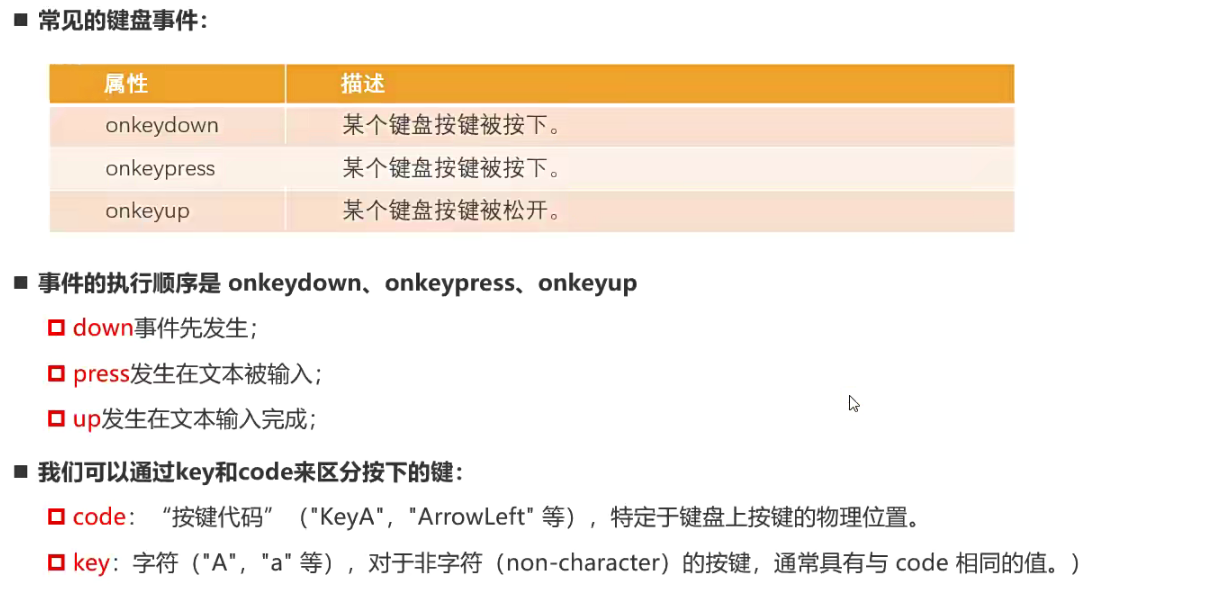 常见的键盘事件：
属性 描述
onkeydown 某个键盘按键被按下。
onkeypress 某个键盘按键被按下。
onkeyup 某个键盘按键被松开。
事件的执行顺序是 onkeydown、onkeypress、onkeyup
down事件先发生；
press发生在文本被输入；
up发生在文本输入完成；
我们可以通过key和code来区分按下的键：
code：“按键代码”（"KeyA"，"ArrowLeft" 等），特定于键盘上按键的物理位置。
key：字符（"A"，"a" 等），对于非字符（non-character）的按键，通常具有与 code 相同的值。）